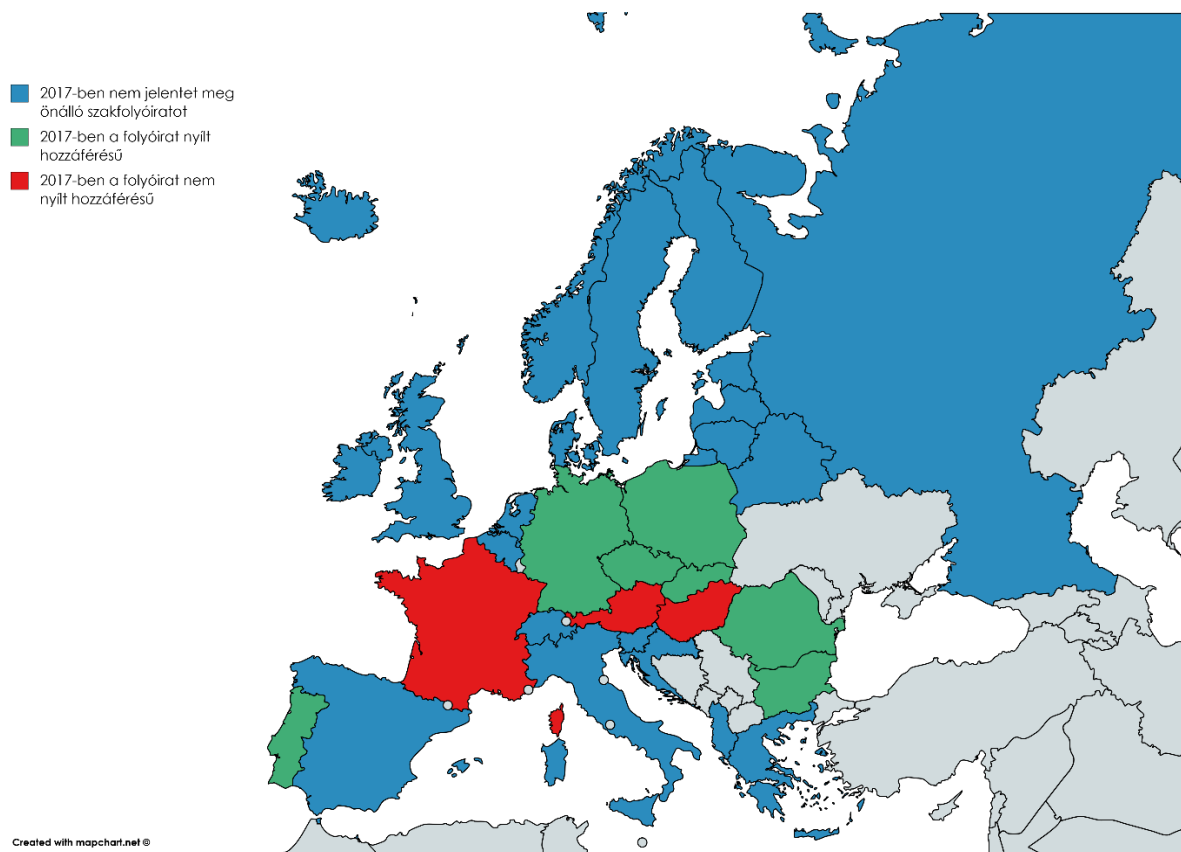 2017-ben nem jelentet meg
önálló szakfolyóiratot
2017-ben a folyóirat nyílt
hozzáférésű
2017-ben a folyóirat nem
nyílt hozzáférésű
Created with mapchart.net ©